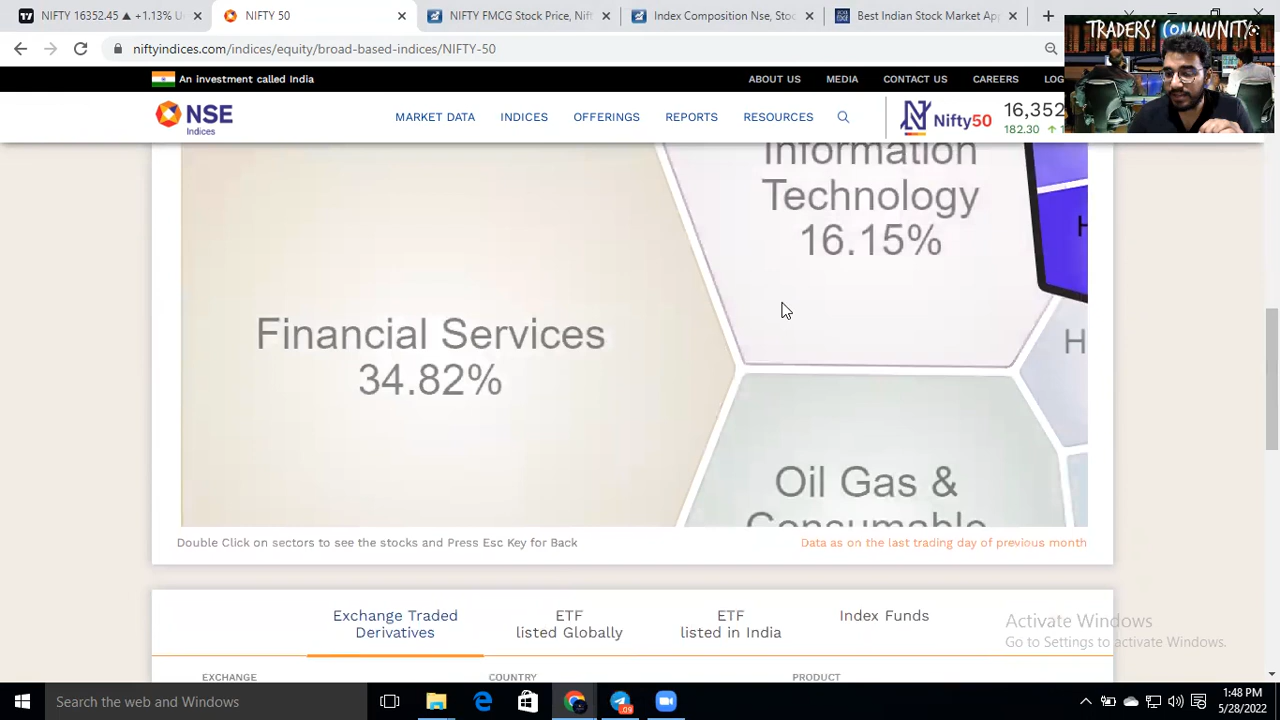 NIFTY 16352.45 ▲ +1.13% U
NIFTY 50
NIFTY FMCG Stock Price, Nift
Index Composition Nse, Stoc
Best Indian Stock Market App
niftyindices.com/indices/equity/broad-based-indices/NIFTY-50
TRADERS' COMMUNITY
An investment called India
ABOUT US
MEDIA
CONTACT US
CAREERS
LOG
NSE
Indices
MARKET DATA
INDICES
OFFERINGS
REPORTS
RESOURCES
Nifty50
16,352
182.30
Information
Technology
16.15%
Financial Services
34.82%
Oil Gas &
Consumable
Double Click on sectors to see the stocks and Press Esc Key for Back
Data as on the last trading day of previous month
Exchange Traded
Derivatives
ETF
listed Globally
ETF
listed in India
Index Funds
Activate Windows
Go to Settings to activate Windows.
EXCHANGE
COUNTRY
PRODUCT
Search the web and Windows
1:48 PM
5/28/2022